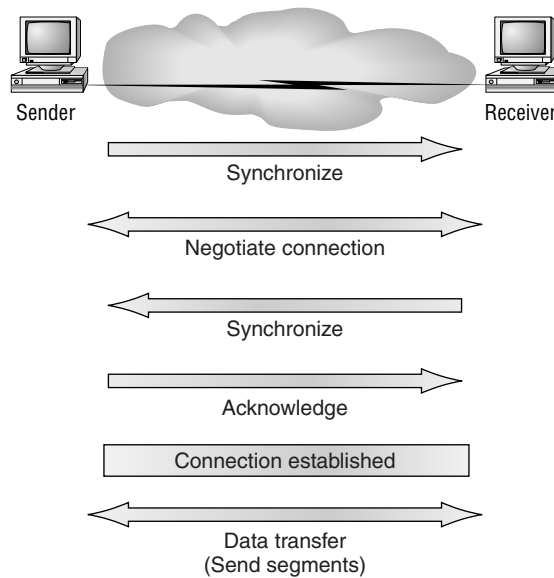 Sender
Receiver
Synchronize
Negotiate connection
Synchronize
Acknowledge
Connection established
Data transfer
(Send segments)